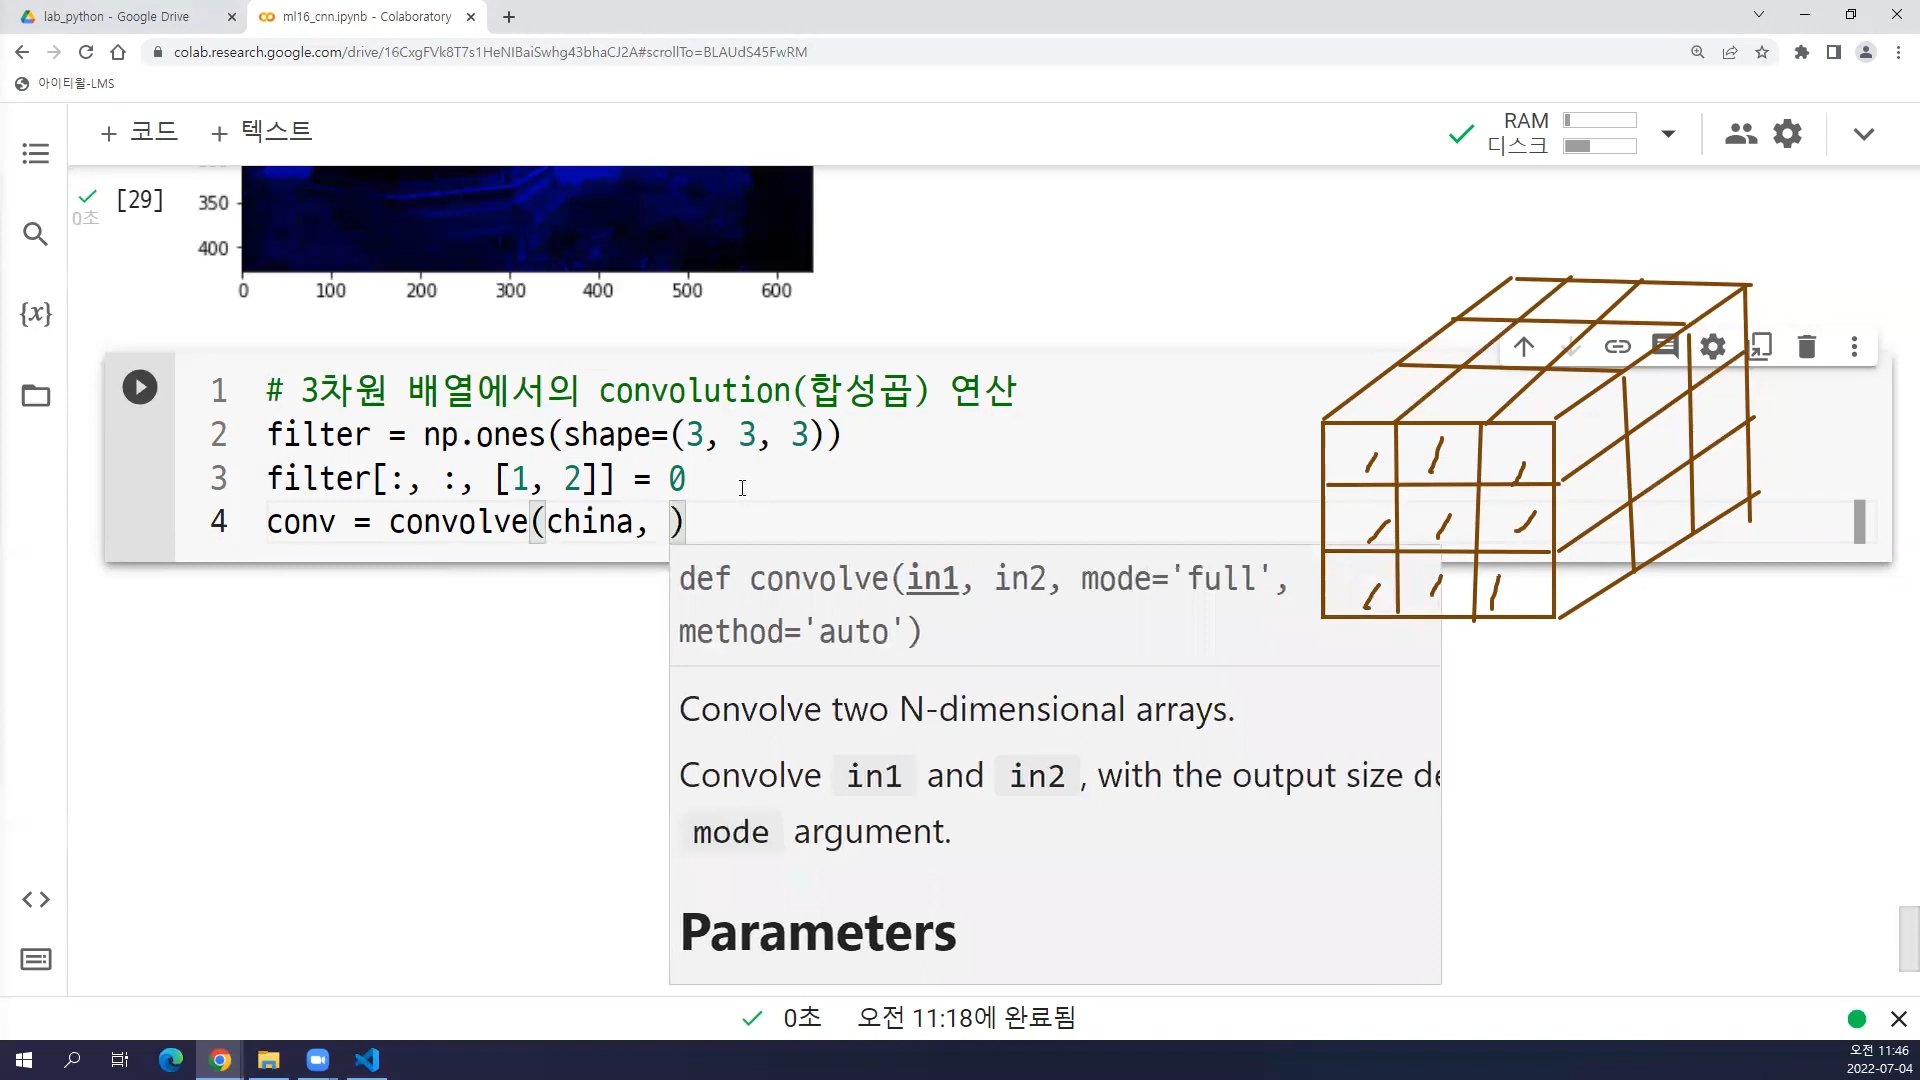 lab_python - Google Drive
ml16_cnn.ipynb - Colaboratory
colab.research.google.com/drive/16CxgFVk8T7s1HeNIBaiSwhg43bhaCJ2A#scrollTo=BLAUdS45FwRM
아이티윌-LMS
+ 코드 + 텍스트
RAM
디스크
[29]
0초
350
400
0 100 200 300 400 500 600
{x}
1 # 3차원 배열에서의 convolution(합성곱) 연산
2 filter = np.ones(shape=(3, 3, 3))
3 filter[:, :, [1, 2]] = 0
4 conv = convolve(china, )
def convolve(in1, in2, mode='full',
method='auto')
Convolve two N-dimensional arrays.
Convolve in1 and in2, with the output size de
mode argument.
Parameters
0초 오전 11:18에 완료됨
오전 11:46
2022-07-04